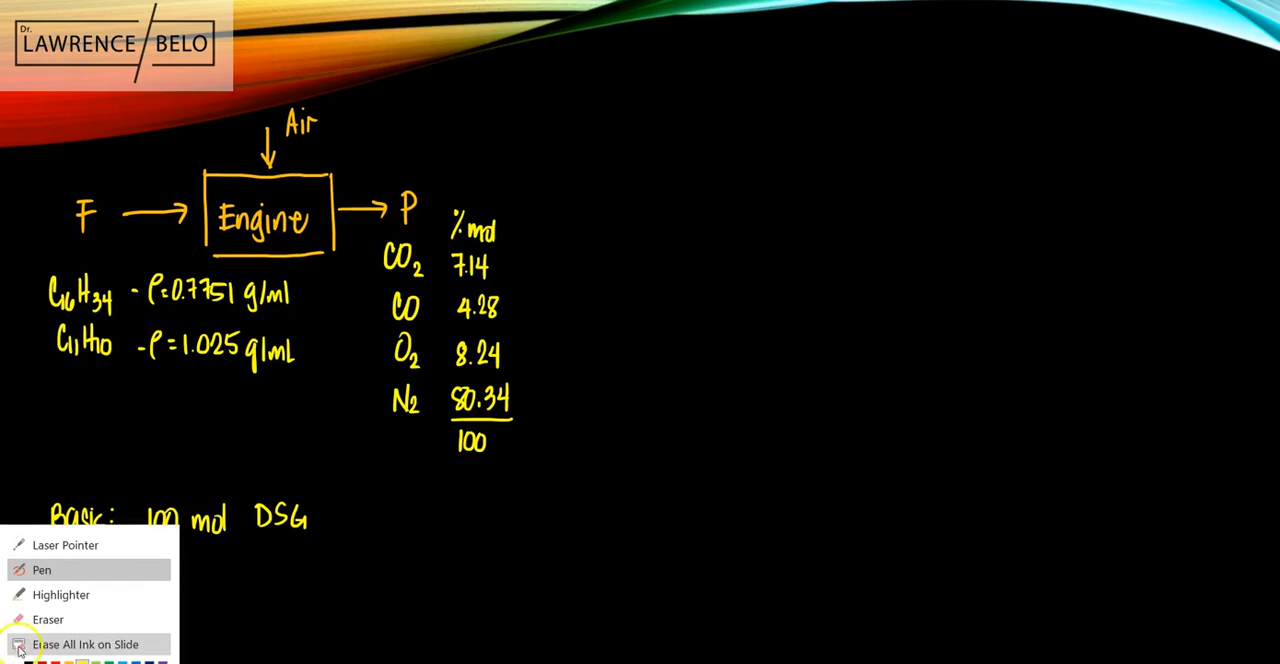 Dr.
LAWRENCE / BELO
Air
F → Engine → P
% mol
CO₂ 7.14
C₁₆H₃₄ - ρ=0.7751 g/ml
CO 4.28
C₁₁H₁₀ - ρ=1.025 g/mL
O₂ 8.24
N₂ 80.34
100
Basis: 100 mol DSG
Laser Pointer
Pen
Highlighter
Eraser
Erase All Ink on Slide